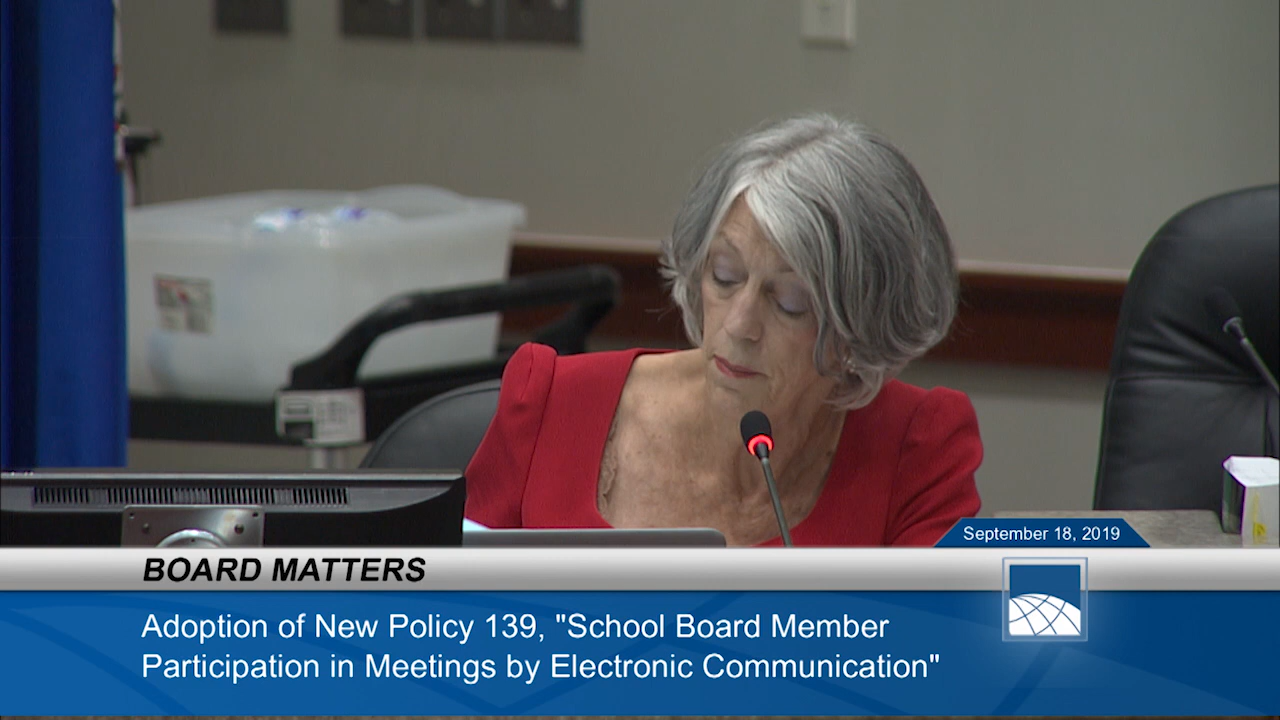 September 18, 2019
BOARD MATTERS
Adoption of New Policy 139, "School Board Member
Participation in Meetings by Electronic Communication"